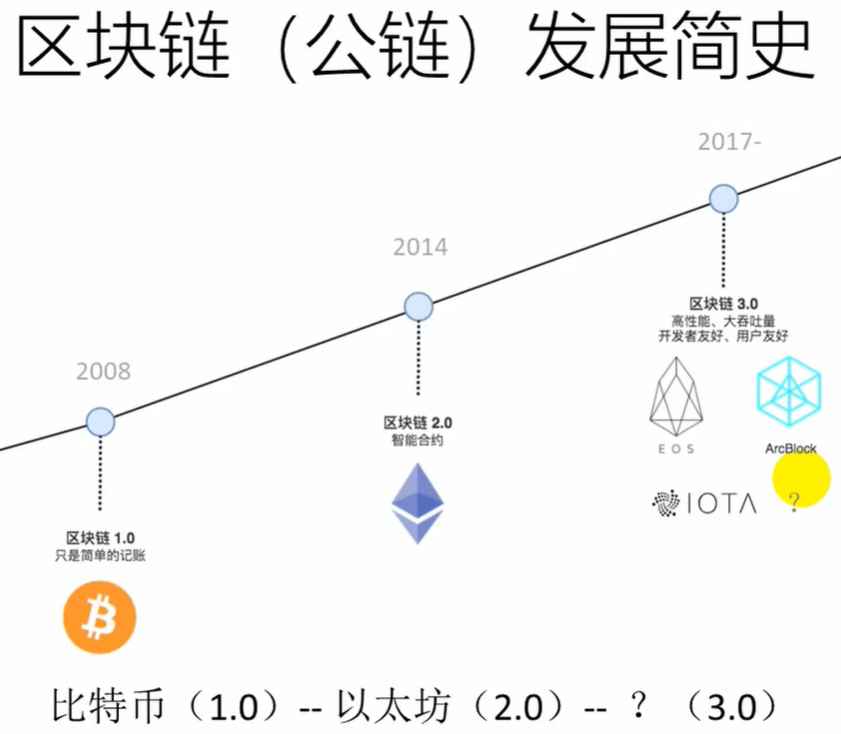 区块链（公链）发展简史
2017-
2014
2008
区块链 3.0
高性能、大吞吐量
开发者友好、用户友好
EOS
ArcBlock
IOTA
?
区块链 2.0
智能合约
区块链 1.0
只是简单的记账
比特币（1.0）-- 以太坊（2.0）-- ？（3.0）